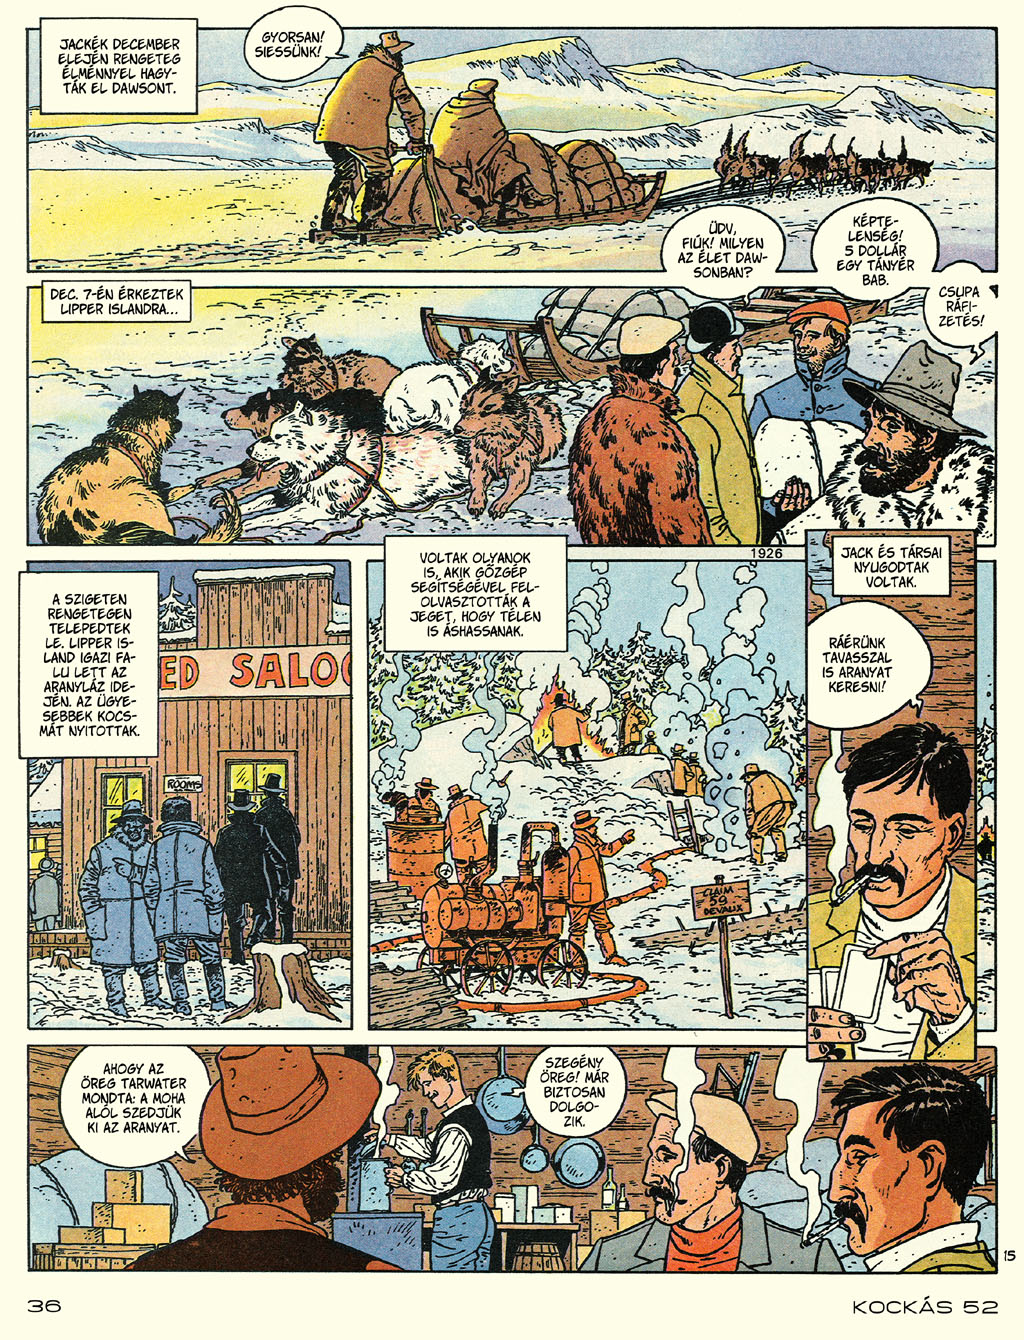 JACKÉK DECEMBER
ELEJÉN RENGETEG
ÉLMÉNNYEL HAGY-
TÁK EL DAWSONT.
GYORSAN!
SIESSÜNK!
DEC. 7-ÉN ÉRKEZTEK
LIPPER ISLANDRA...
ÜDV,
FIÚK! MILYEN
AZ ÉLET DAW-
SONBAN?
KÉPTE-
LENSÉG!
5 DOLLÁR
EGY TÁNYÉR
BAB.
CSUPA
RÁFI-
ZETÉS!
1926
A SZIGETEN
RENGETEGEN
TELEPEDTEK
LE. LIPPER IS-
LAND IGAZI FA-
LU LETT AZ
ARANYLÁZ IDE-
JÉN. AZ ÜGYE-
SEBBEK KOCS-
MÁT NYITOTTAK.
ED SALOO
ROOMS
VOLTAK OLYANOK
IS, AKIK GŐZGÉP
SEGÍTSÉGÉVEL FEL-
OLVASZTOTTÁK A
JEGET, HOGY TÉLEN
IS ÁSHASSANAK.
CLAIM
59
DEVAUX
JACK ÉS TÁRSAI
NYUGODTAK
VOLTAK.
RÁÉRÜNK
TAVASSZAL
IS ARANYAT
KERESNI!
AHOGY AZ
ÖREG TARWATER
MONDTA: A MOHA
ALÓL SZEDJÜK
KI AZ ARANYAT.
SZEGÉNY
ÖREG! MÁR
BIZTOSAN
DOLGO-
ZIK.
15
36
KOCKÁS 52